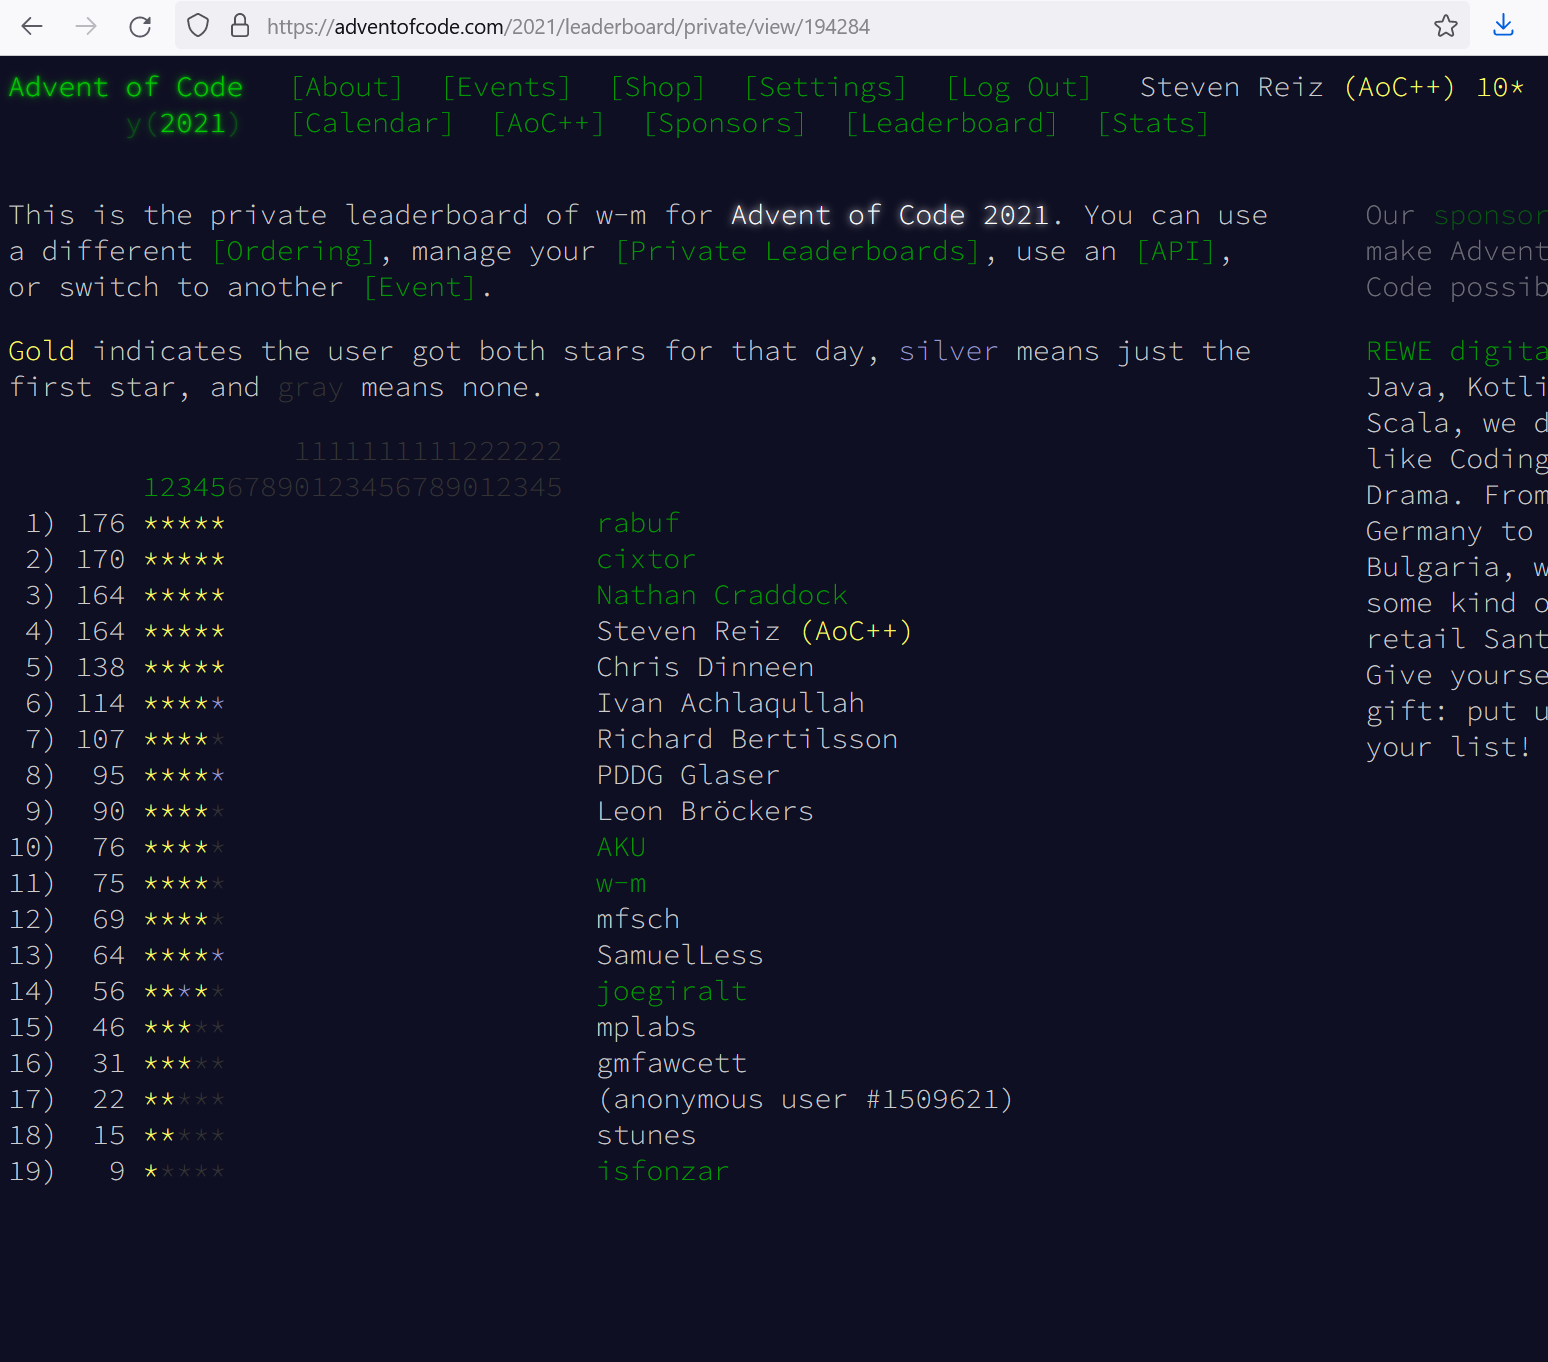 https://adventofcode.com/2021/leaderboard/private/view/194284
Advent of Code [About] [Events] [Shop] [Settings] [Log Out] Steven Reiz (AoC++) 10*
y(2021) [Calendar] [AoC++] [Sponsors] [Leaderboard] [Stats]
This is the private leaderboard of w-m for Advent of Code 2021. You can use
a different [Ordering], manage your [Private Leaderboards], use an [API],
or switch to another [Event].
Gold indicates the user got both stars for that day, silver means just the
first star, and gray means none.
1111111111222222
1234567890123456789012345
1) 176 ***** rabuf
2) 170 ***** cixtor
3) 164 ***** Nathan Craddock
4) 164 ***** Steven Reiz (AoC++)
5) 138 ***** Chris Dinneen
6) 114 ***** Ivan Achlaqullah
7) 107 ***** Richard Bertilsson
8) 95 ***** PDDG Glaser
9) 90 ***** Leon Bröckers
10) 76 ***** AKU
11) 75 ***** w-m
12) 69 ***** mfsch
13) 64 ***** SamuelLess
14) 56 ***** joegiralt
15) 46 ***** mplabs
16) 31 ***** gmfawcett
17) 22 ***** (anonymous user #1509621)
18) 15 ***** stunes
19) 9 ***** isfonzar
Our sponsor
make Advent
Code possib
REWE digita
Java, Kotli
Scala, we d
like Coding
Drama. From
Germany to
Bulgaria, w
some kind o
retail Sant
Give yourse
gift: put u
your list!